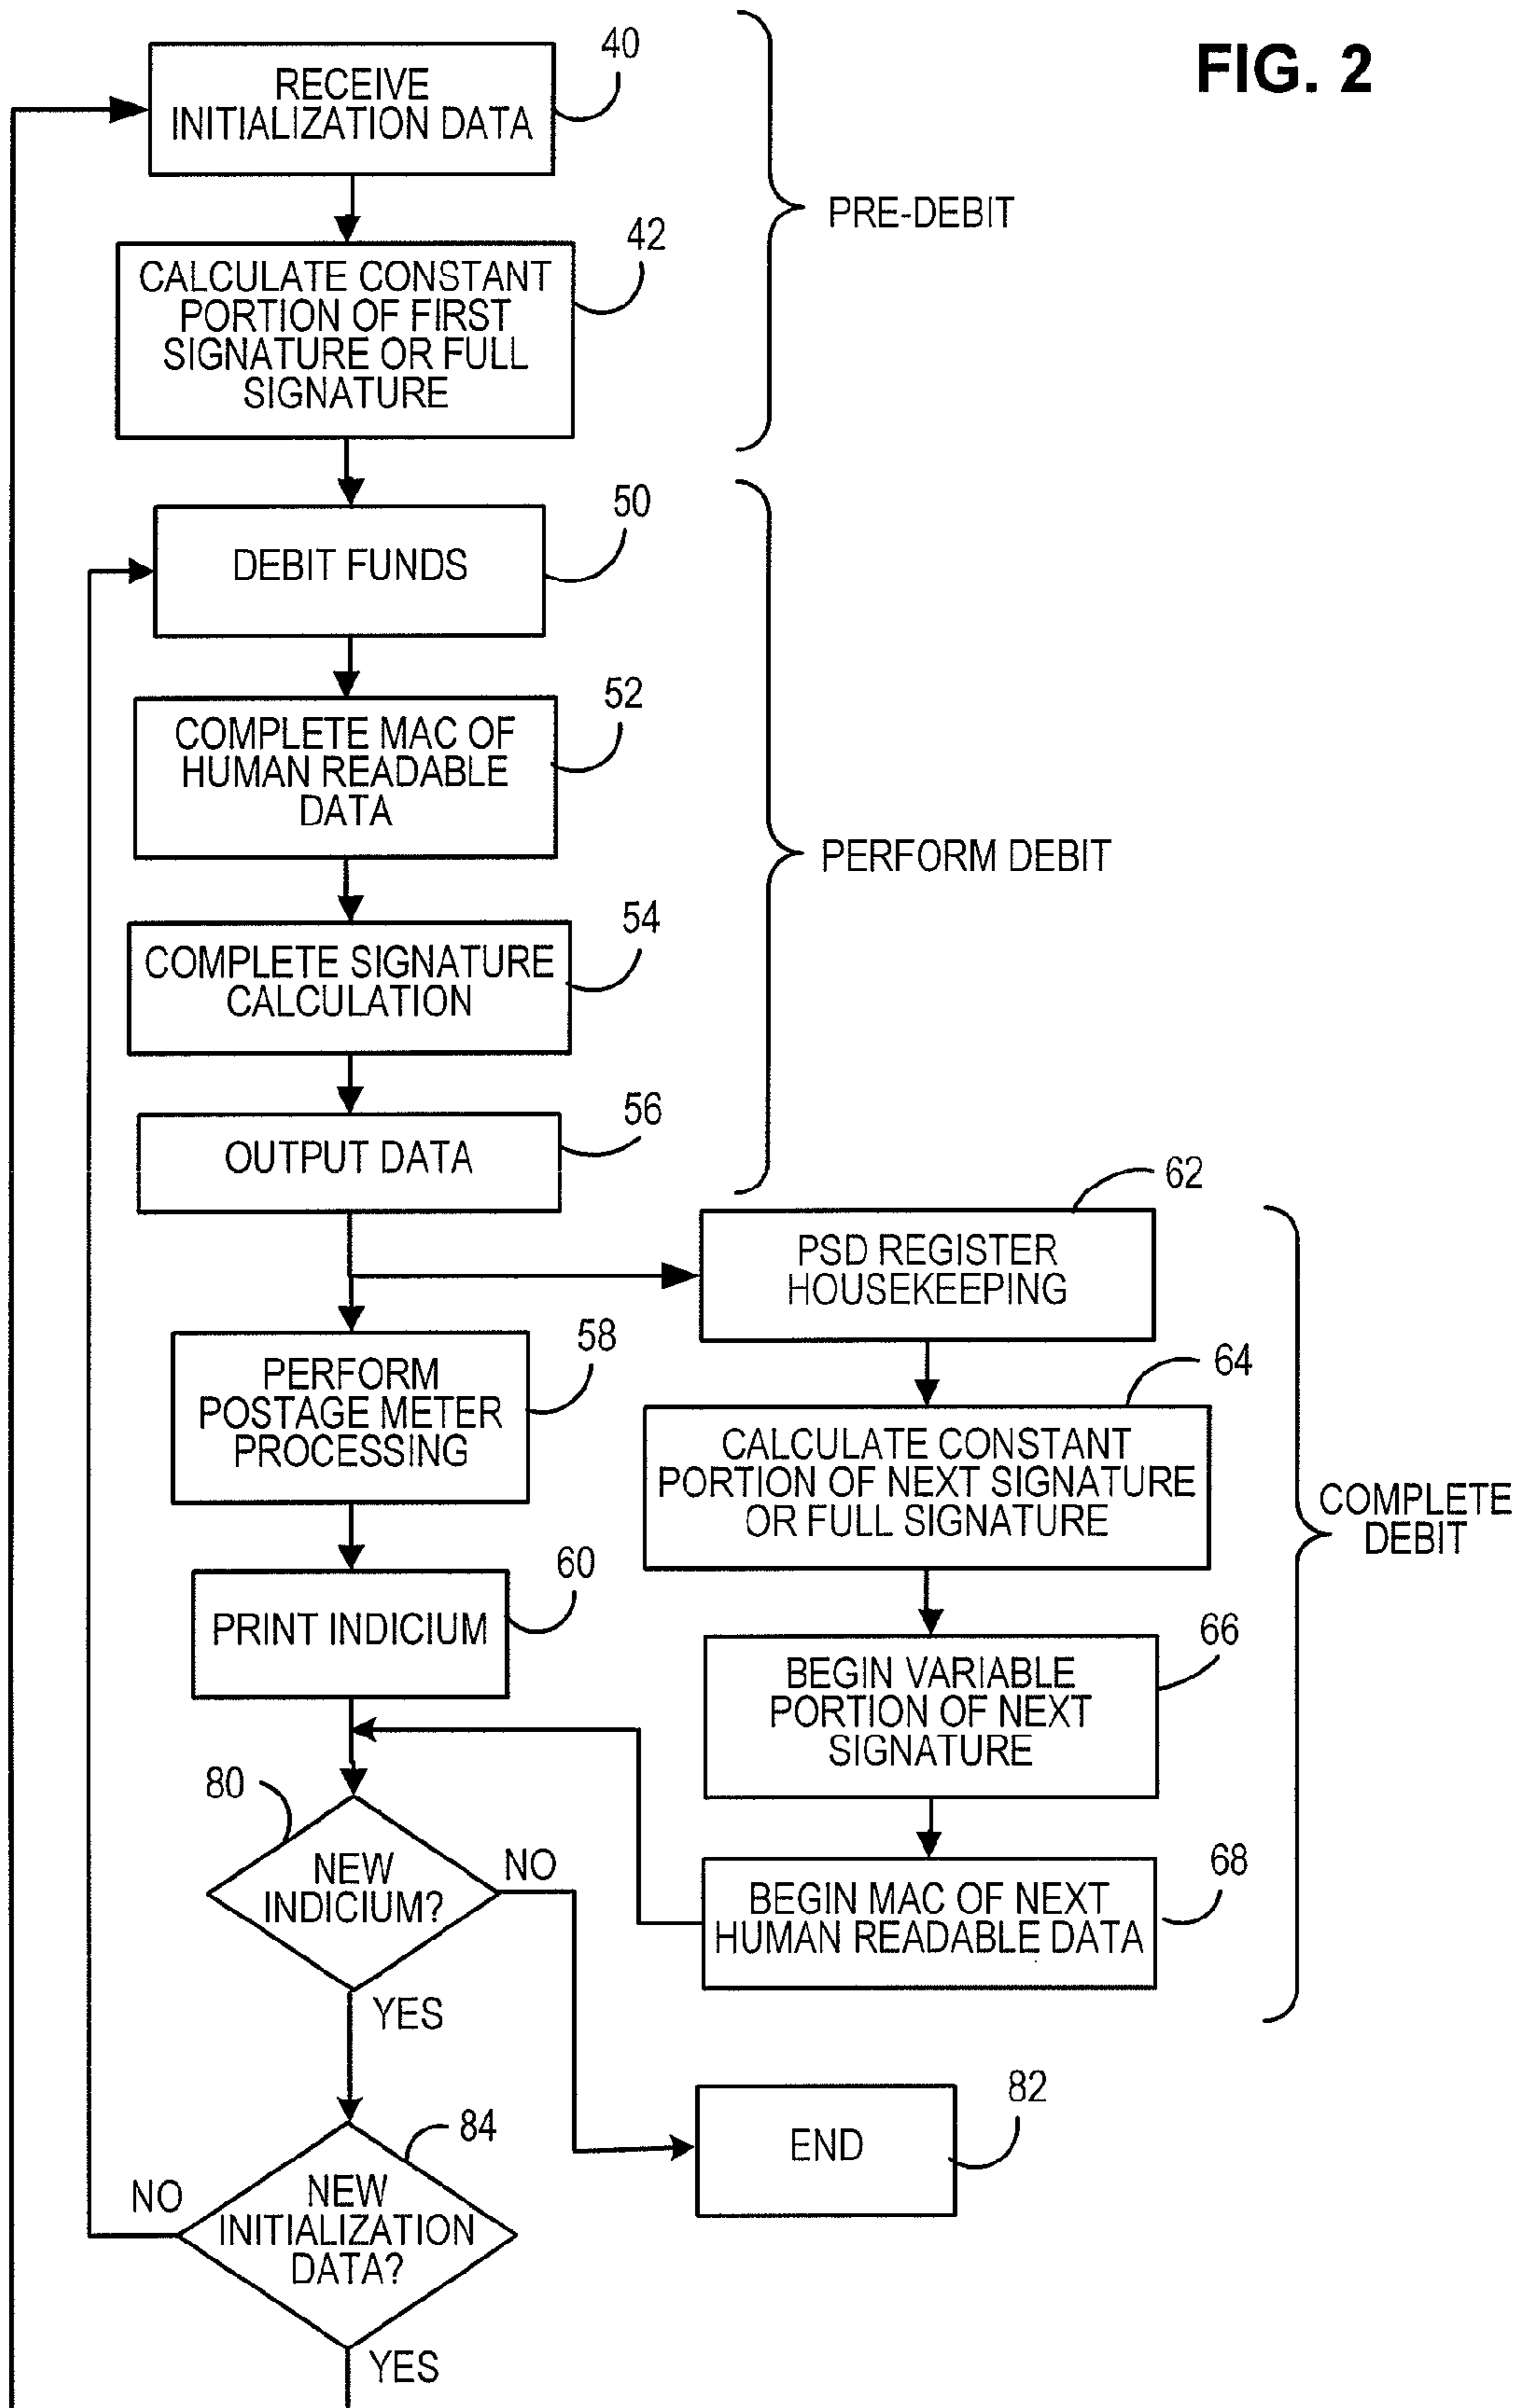 FIG. 2
40
RECEIVE
INITIALIZATION DATA
PRE-DEBIT
42
CALCULATE CONSTANT
PORTION OF FIRST
SIGNATURE OR FULL
SIGNATURE
50
DEBIT FUNDS
52
COMPLETE MAC OF
HUMAN READABLE
DATA
PERFORM DEBIT
54
COMPLETE SIGNATURE
CALCULATION
56
OUTPUT DATA
62
PSD REGISTER
HOUSEKEEPING
58
PERFORM
POSTAGE METER
PROCESSING
64
CALCULATE CONSTANT
PORTION OF NEXT SIGNATURE
OR FULL SIGNATURE
COMPLETE
DEBIT
60
PRINT INDICIUM
66
BEGIN VARIABLE
PORTION OF NEXT
SIGNATURE
80
NEW
INDICIUM?
NO
YES
68
BEGIN MAC OF NEXT
HUMAN READABLE DATA
82
END
84
NEW
INITIALIZATION
DATA?
NO
YES